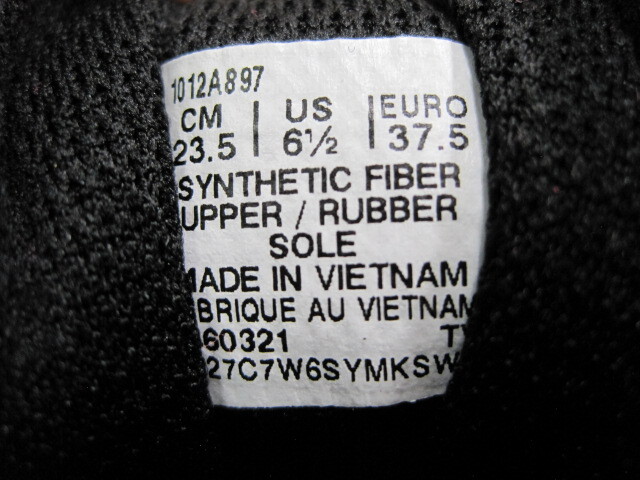 1012A897
CM | US | EURO
23.5 | 6½ | 37.5
SYNTHETIC FIBER
UPPER / RUBBER
SOLE
MADE IN VIETNAM
BRIQUE AU VIETNAM
60321
27C7W6SYMKSW